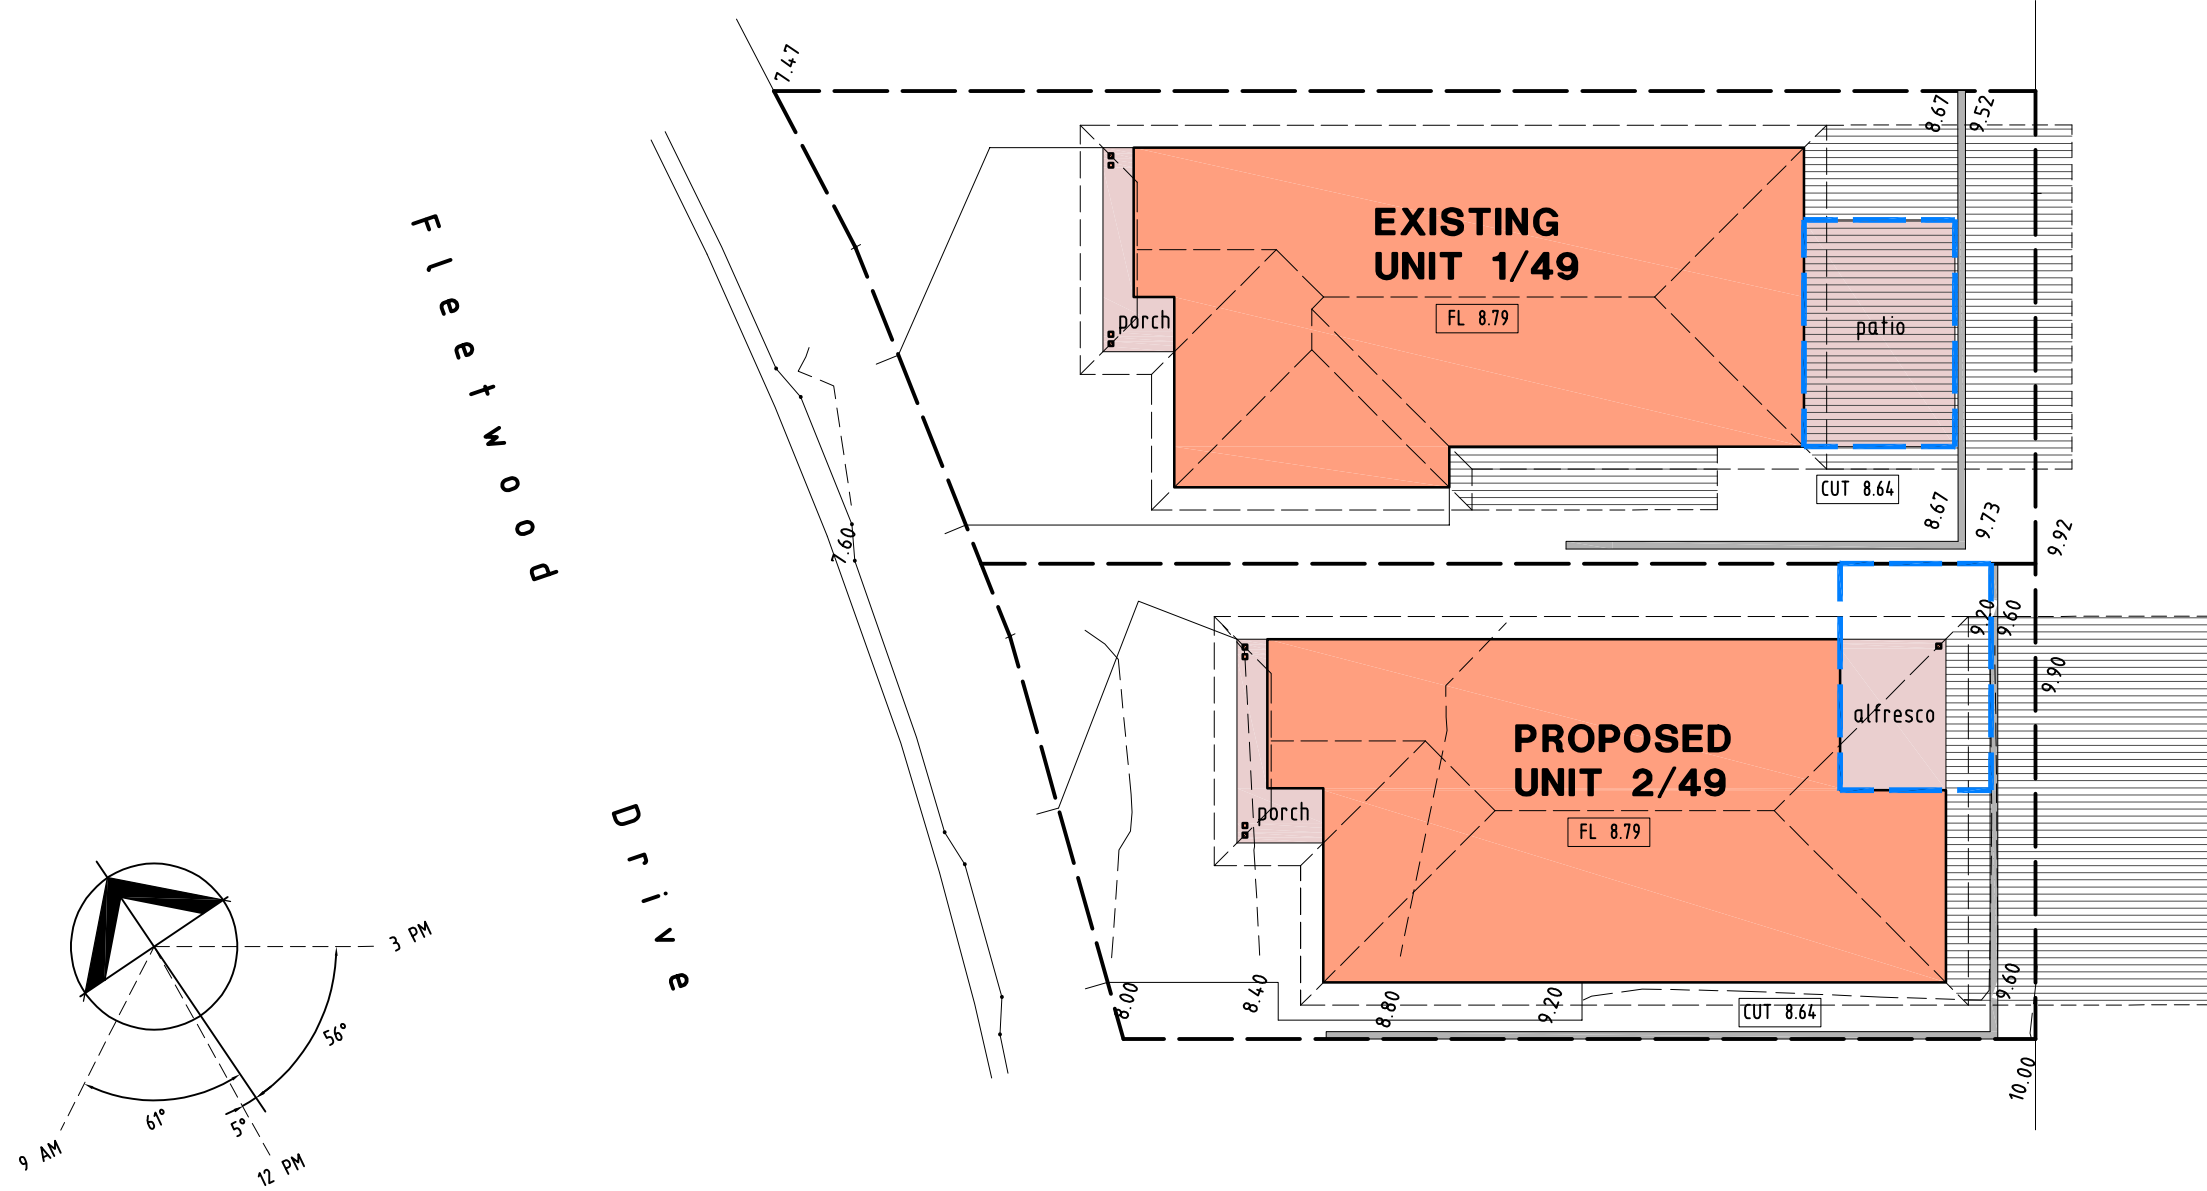 7.47
8.67
9.52
Fleetwood
Drive
EXISTING
UNIT 1/49
FL 8.79
porch
patio
CUT 8.64
8.67
9.73
9.92
7.60
9.20
9.60
9.90
alfresco
PROPOSED
UNIT 2/49
FL 8.79
porch
8.00
8.40
8.80
9.20
CUT 8.64
9.60
10.00
3 PM
56°
61°
5°
9 AM
12 PM